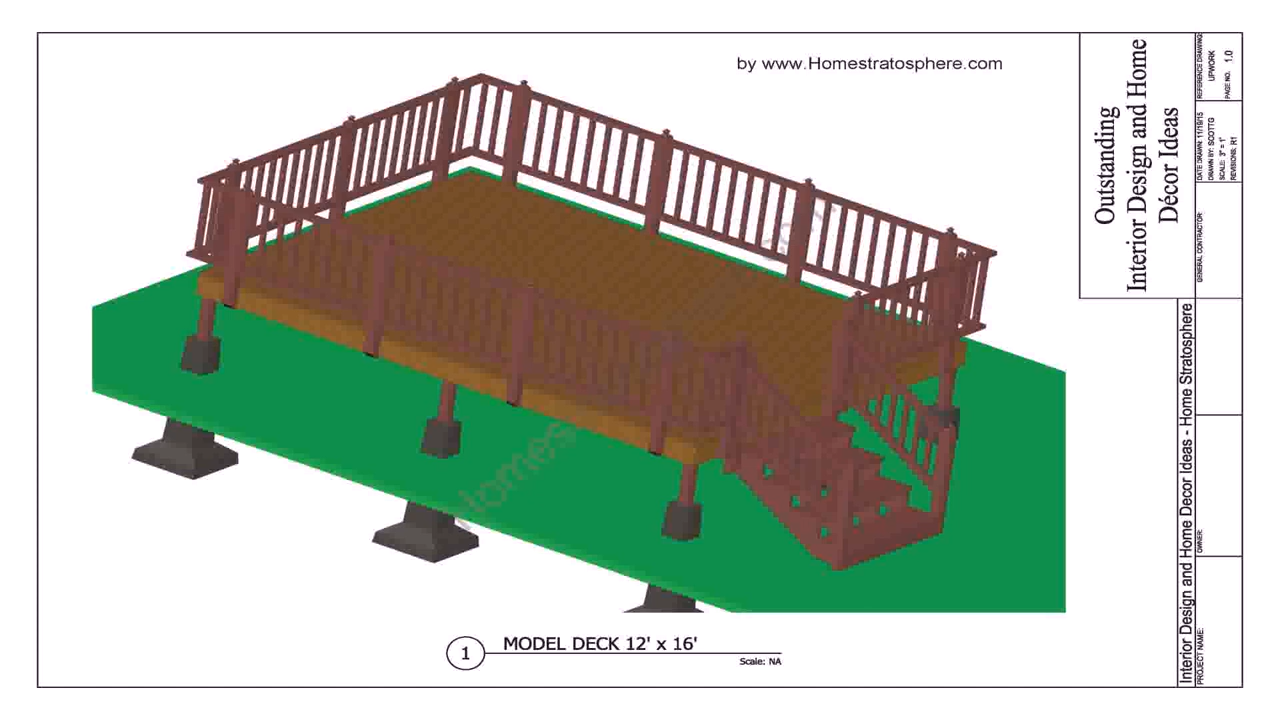 by www.Homestratosphere.com
Outstanding
Interior Design and Home
Décor Ideas
REFERENCE DRAWING:
UPWORK
PAGE NO. 1.0
DATE DRAWN: 11/19/15
DRAWN BY: SCOTTG
SCALE: 3" = 1'
REVISIONS: R1
GENERAL CONTRACTOR:
OWNER:
Interior Design and Home Decor Ideas - Home Stratosphere
PROJECT NAME:
1
MODEL DECK 12' x 16'
Scale: NA